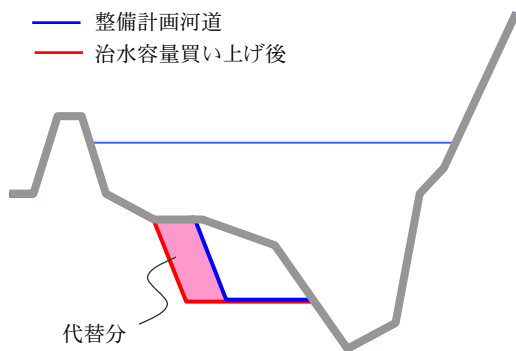 整備計画河道
治水容量買い上げ後
代替分